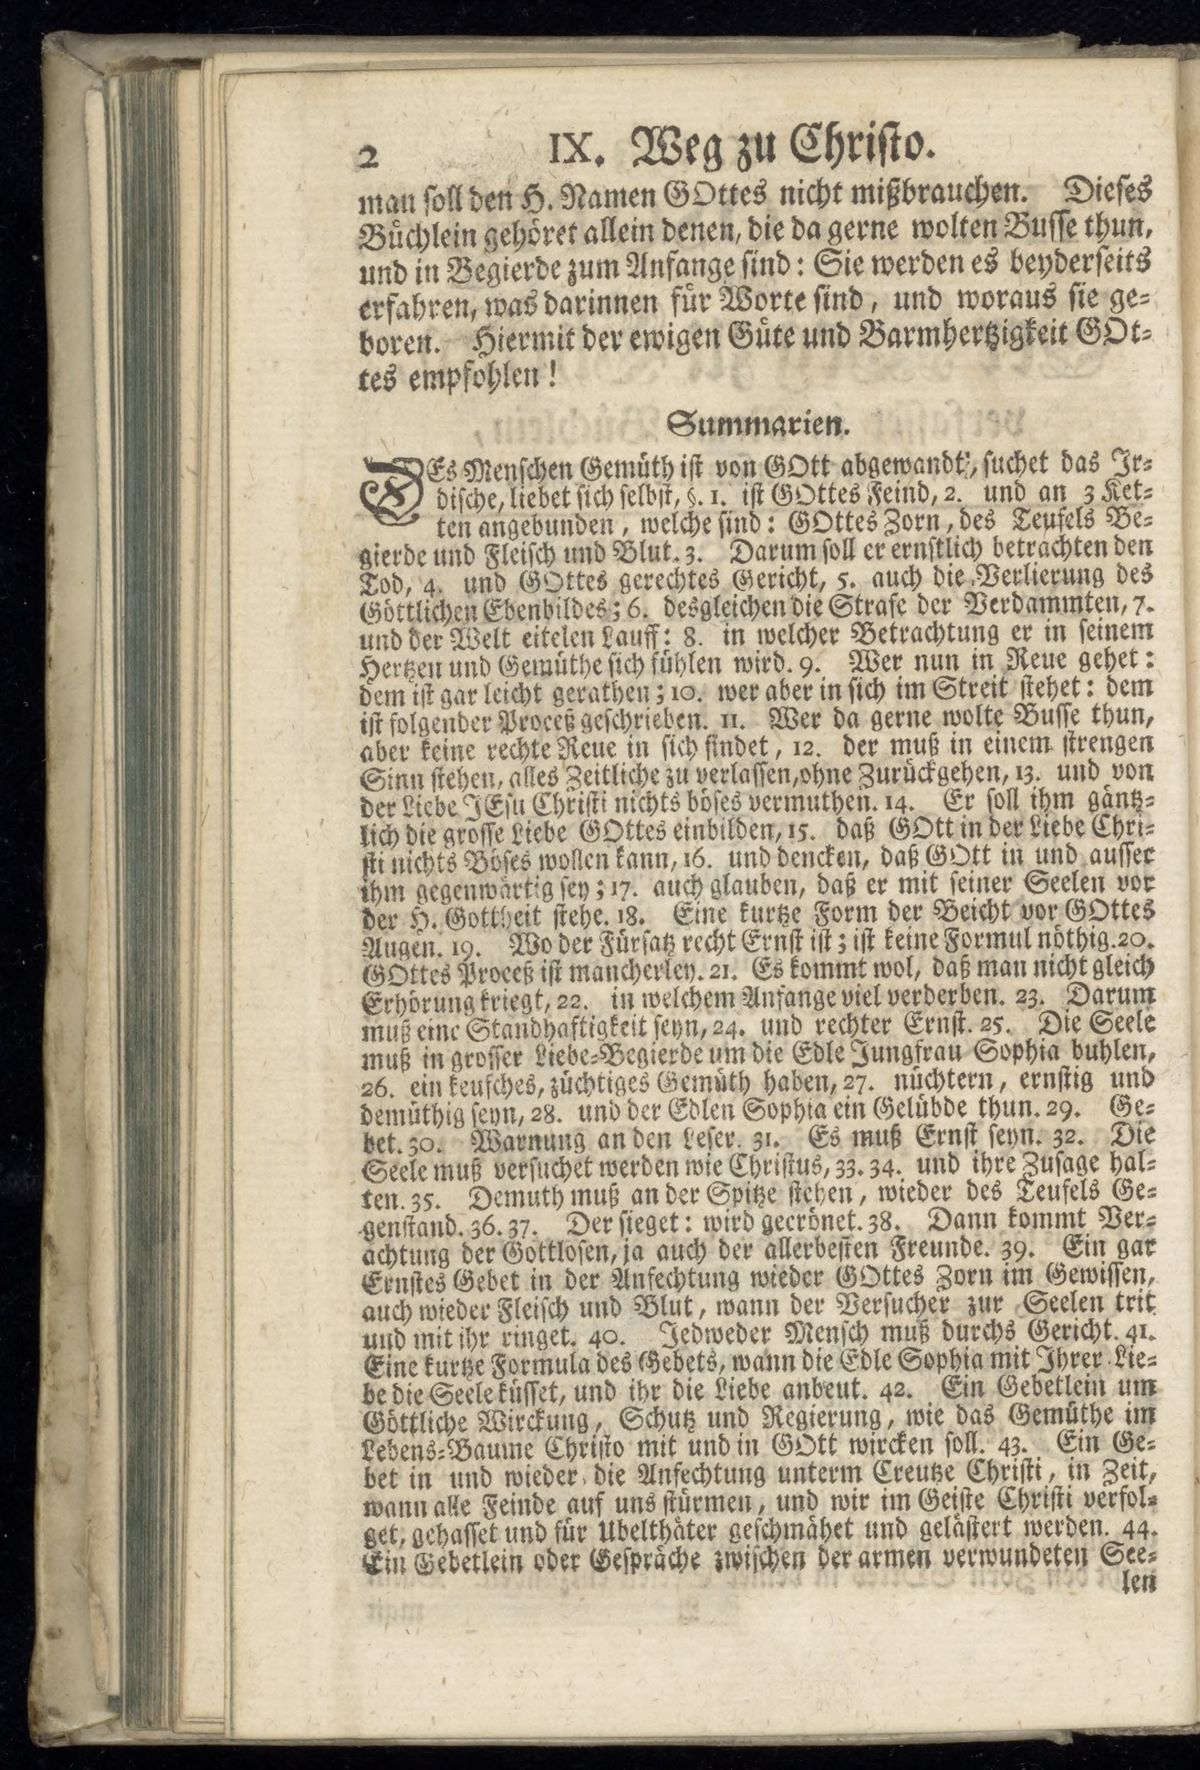 2 IX. Weg zu Christo.
man soll den H. Namen GOttes nicht mißbrauchen. Dieses
Büchlein gehöret allein denen, die da gerne wolten Busse thun,
und in Begierde zum Anfange sind: Sie werden es beyderseits
erfahren, was darinnen für Worte sind, und woraus sie ge-
boren. Hiermit der ewigen Güte und Barmhertzigkeit GOt-
tes empfohlen!
Summarien.
DEs Menschen Gemüth ist von GOtt abgewandt, suchet das Jr-
dische, liebet sich selbst, §. 1. ist GOttes Feind, 2. und an 3 Ket-
ten angebunden, welche sind: GOttes Zorn, des Teufels Be-
gierde und Fleisch und Blut. 3. Darum soll er ernstlich betrachten den
Tod, 4. und GOttes gerechtes Gericht, 5. auch die Verlierung des
Göttlichen Ebenbildes; 6. desgleichen die Strafe der Verdammten, 7.
und der Welt eitelen Lauff: 8. in welcher Betrachtung er in seinem
Hertzen und Gemüthe sich fühlen wird. 9. Wer nun in Reue gehet:
dem ist gar leicht gerathen; 10. wer aber in sich im Streit stehet: dem
ist folgender Proceß geschrieben. 11. Wer da gerne wolte Busse thun,
aber keine rechte Reue in sich findet, 12. der muß in einem strengen
Sinn stehen, alles Zeitliche zu verlassen, ohne Zurückgehen, 13. und von
der Liebe JEsu Christi nichts böses vermuthen. 14. Er soll ihm gäntz-
lich die grosse Liebe GOttes einbilden, 15. daß GOtt in der Liebe Chri-
sti nichts Böses wollen kann, 16. und dencken, daß GOtt in und ausser
ihm gegenwärtig sey; 17. auch glauben, daß er mit seiner Seelen vor
der H. Gottheit stehe. 18. Eine kurtze Form der Beicht vor GOttes
Augen. 19. Wo der Fürsatz recht Ernst ist; ist keine Formul nöthig. 20.
GOttes Proceß ist mancherley. 21. Es kommt wol, daß man nicht gleich
Erhörung kriegt, 22. in welchem Anfange viel verderben. 23. Darum
muß eine Standhaftigkeit seyn, 24. und rechter Ernst. 25. Die Seele
muß in grosser Liebe-Begierde um die Edle Jungfrau Sophia buhlen,
26. ein keusches, züchtiges Gemüth haben, 27. nüchtern, ernstig und
demüthig seyn, 28. und der Edlen Sophia ein Gelübde thun. 29. Ge-
bet. 30. Warnung an den Leser. 31. Es muß Ernst seyn. 32. Die
Seele muß versuchet werden wie Christus, 33. 34. und ihre Zusage hal-
ten. 35. Demuth muß an der Spitze stehen, wieder des Teufels Ge-
genstand. 36. 37. Der sieget: wird gecrönet. 38. Dann kommt Ver-
achtung der Gottlosen, ja auch der allerbesten Freunde. 39. Ein gar
Ernstes Gebet in der Anfechtung wieder GOttes Zorn im Gewissen,
auch wieder Fleisch und Blut, wann der Versucher zur Seelen trit
und mit ihr ringet. 40. Jedweder Mensch muß durchs Gericht. 41.
Eine kurtze Formula des Gebets, wann die Edle Sophia mit Jhrer Lie-
be die Seele küsset, und ihr die Liebe anbeut. 42. Ein Gebetlein um
Göttliche Wirckung, Schutz und Regierung, wie das Gemüthe im
Lebens-Baume Christo mit und in GOtt wircken soll. 43. Ein Ge-
bet in und wieder die Anfechtung unterm Creutze Christi, in Zeit,
wann alle Feinde auf uns stürmen, und wir im Geiste Christi verfol-
get, gehasset und für Ubelthäter geschmähet und gelästert werden. 44.
Ein Gebetlein oder Gespräche zwischen der armen verwundeten See-
len